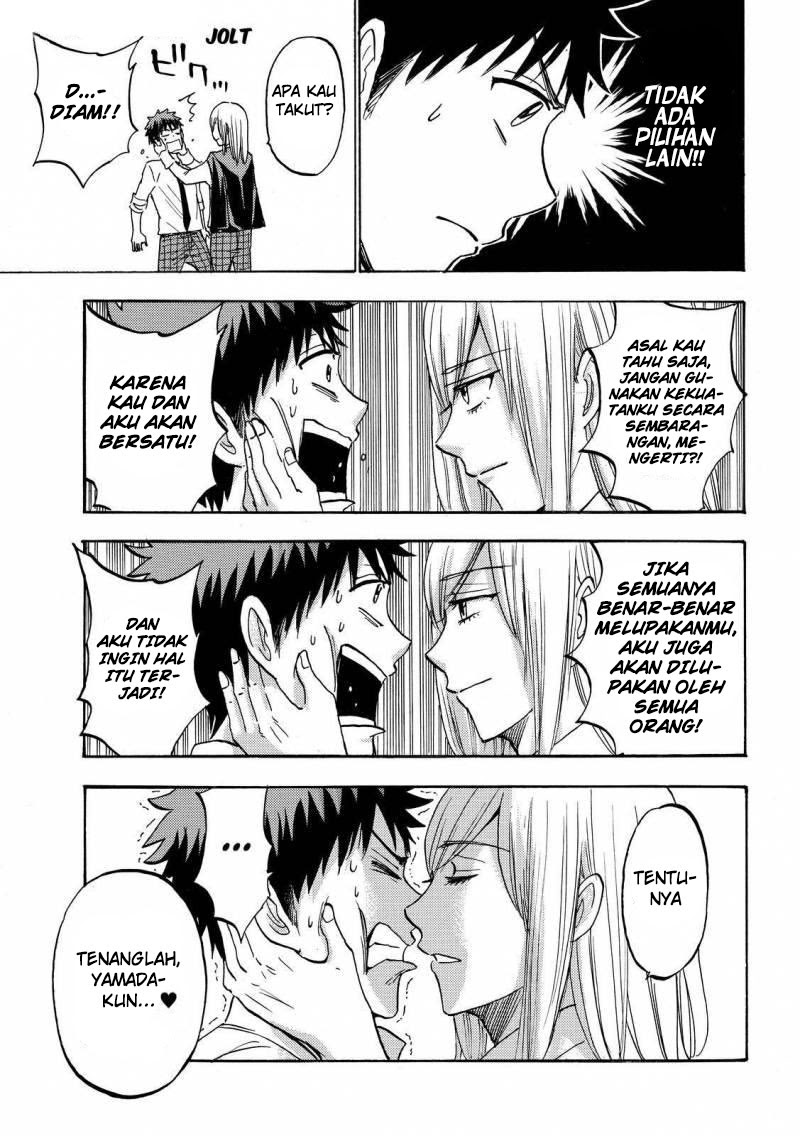 TIDAK
ADA
PILIHAN
LAIN!!
APA KAU
TAKUT?
JOLT
ビクッ
D...-
DIAM!!
ASAL KAU
TAHU SAJA,
JANGAN GU-
NAKAN KEKUA-
TANKU SECARA
SEMBARA-
NGAN, ME-
NGERTI?!
KARENA
KAU DAN
AKU AKAN
BERSATU!
JIKA
SEMUANYA
BENAR-BENAR
MELUPAKANMU,
AKU JUGA
AKAN DILU-
PAKAN OLEH
SEMUA
ORANG!
DAN
AKU TIDAK
INGIN HAL
ITU TER-
JADI!
TENTU-
NYA
...
TENANGLAH,
YAMADA-
KUN... ♥